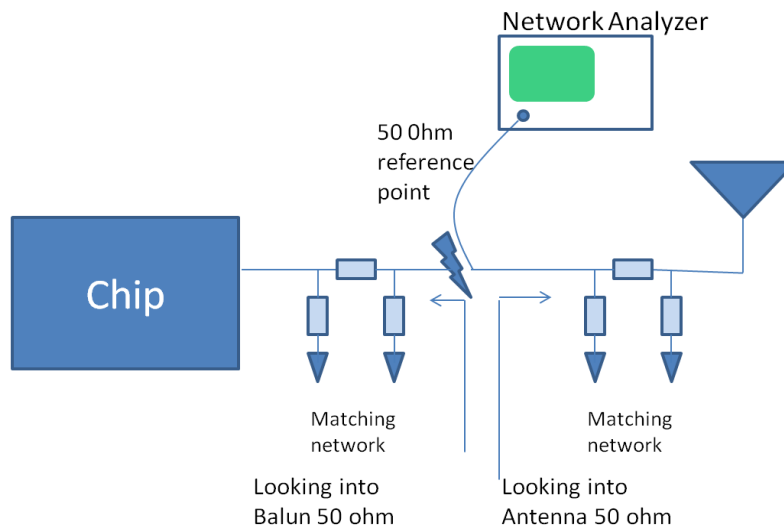 Network Analyzer
50 Ohm
reference
point
Chip
Matching
network
Matching
network
Looking into
Balun 50 ohm
Looking into
Antenna 50 ohm